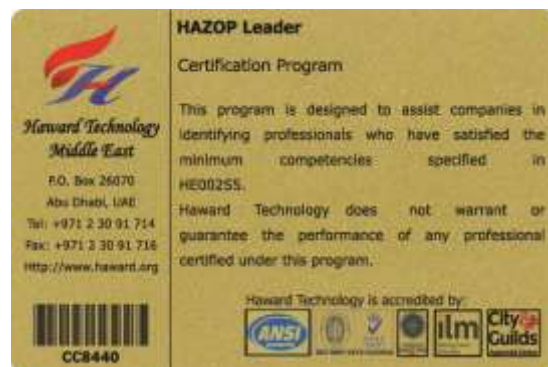 Haward Technology
Middle East
P.O. Box 26070
Abu Dhabi, UAE
Tel: +971 2 30 91 714
Fax: +971 2 30 91 716
Http://www.haward.org
CC8440
HAZOP Leader
Certification Program
This program is designed to assist companies in
identifying professionals who have satisfied the
minimum competencies specified in
HE002SS.
Haward Technology does not warrant or
guarantee the performance of any professional
certified under this program.
Haward Technology is accredited by:
ANSI
ilm
City &
Guilds